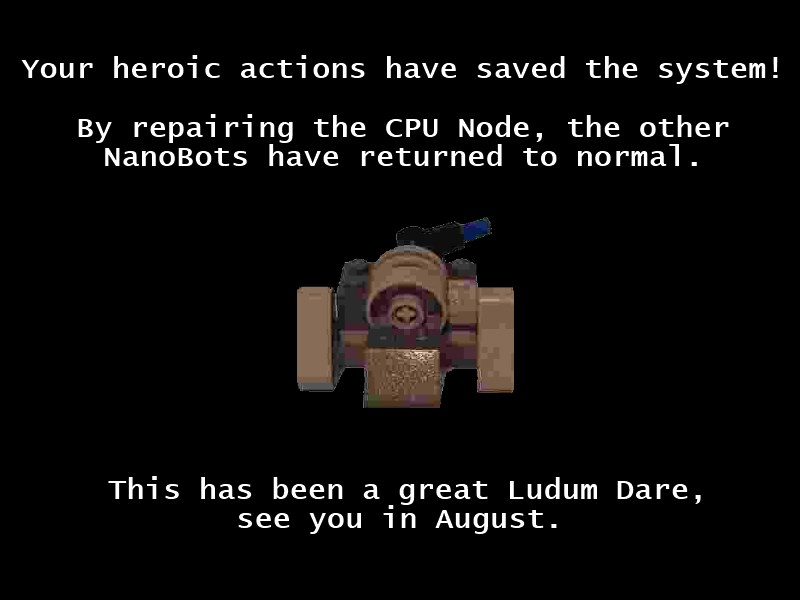 Your heroic actions have saved the system!
By repairing the CPU Node, the other
NanoBots have returned to normal.
This has been a great Ludum Dare,
see you in August.